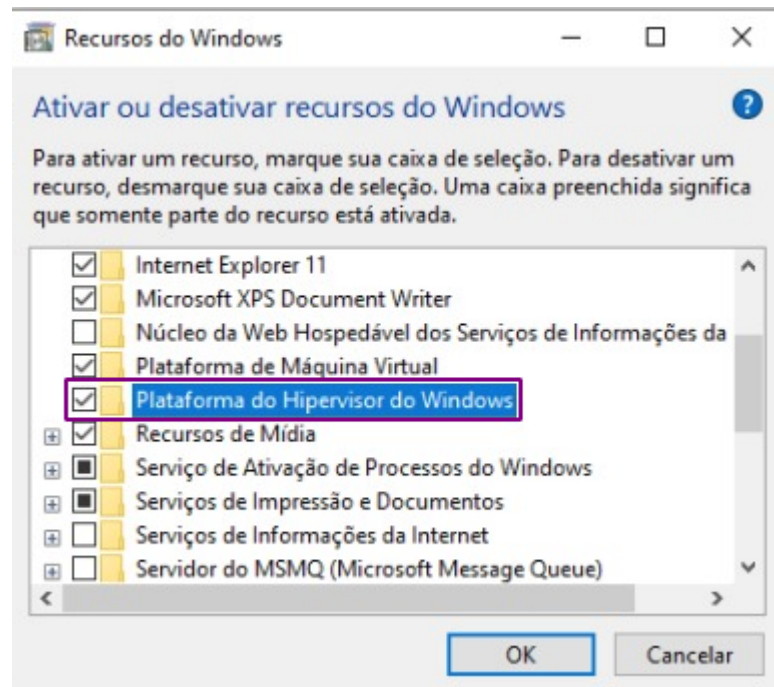 Recursos do Windows
Ativar ou desativar recursos do Windows
?
Para ativar um recurso, marque sua caixa de seleção. Para desativar um
recurso, desmarque sua caixa de seleção. Uma caixa preenchida significa
que somente parte do recurso está ativada.
Internet Explorer 11
Microsoft XPS Document Writer
Núcleo da Web Hospedável dos Serviços de Informações da
Plataforma de Máquina Virtual
Plataforma do Hipervisor do Windows
Recursos de Mídia
Serviço de Ativação de Processos do Windows
Serviços de Impressão e Documentos
Serviços de Informações da Internet
Servidor do MSMQ (Microsoft Message Queue)
OK
Cancelar